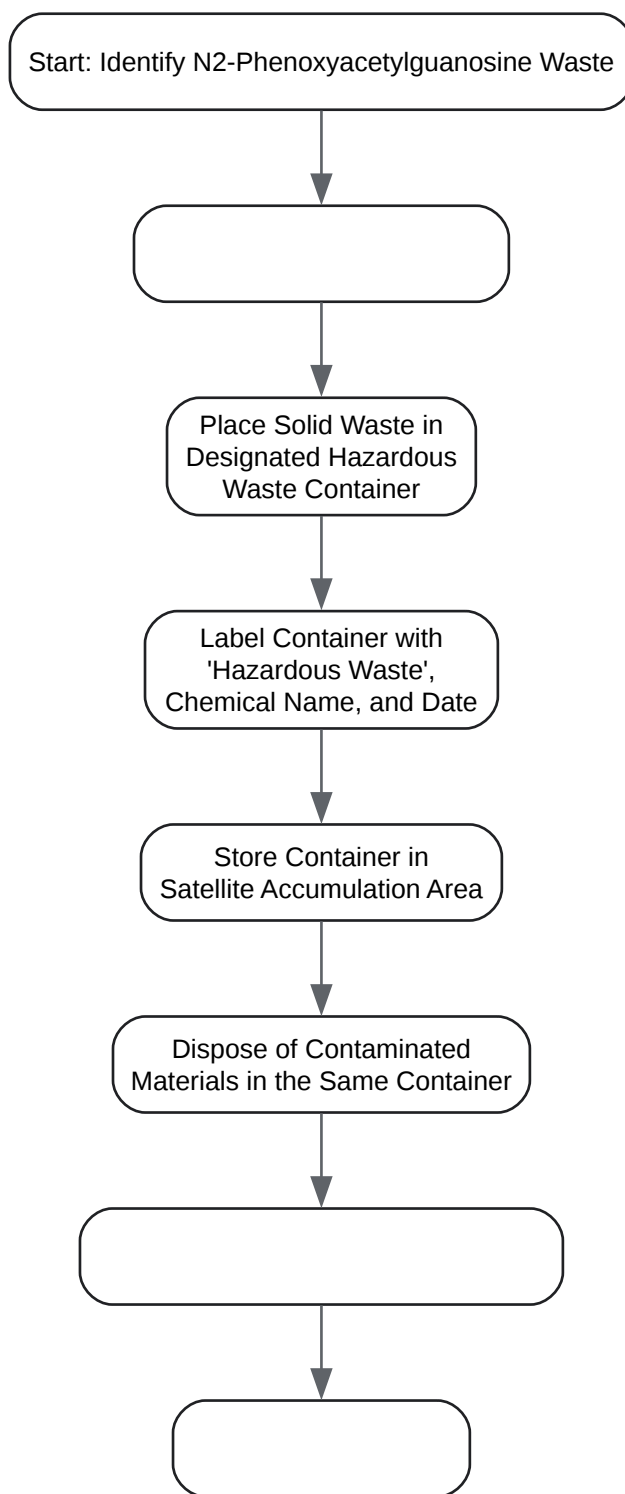 Start: Identify N2-Phenoxyacetylguanosine Waste
Place Solid Waste in
Designated Hazardous
Waste Container
Label Container with
'Hazardous Waste',
Chemical Name, and Date
Store Container in
Satellite Accumulation Area
Dispose of Contaminated
Materials in the Same Container